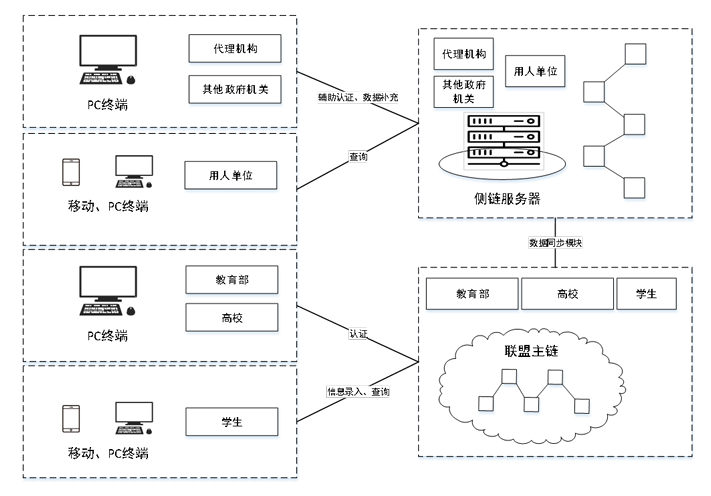 代理机构
其他政府机关
PC终端
用人单位
移动、PC终端
教育部
高校
PC终端
学生
移动、PC终端
辅助认证、数据补充
查询
认证
信息录入、查询
代理机构
其他政府
机关
用人单位
侧链服务器
数据同步模块
教育部
高校
学生
联盟主链